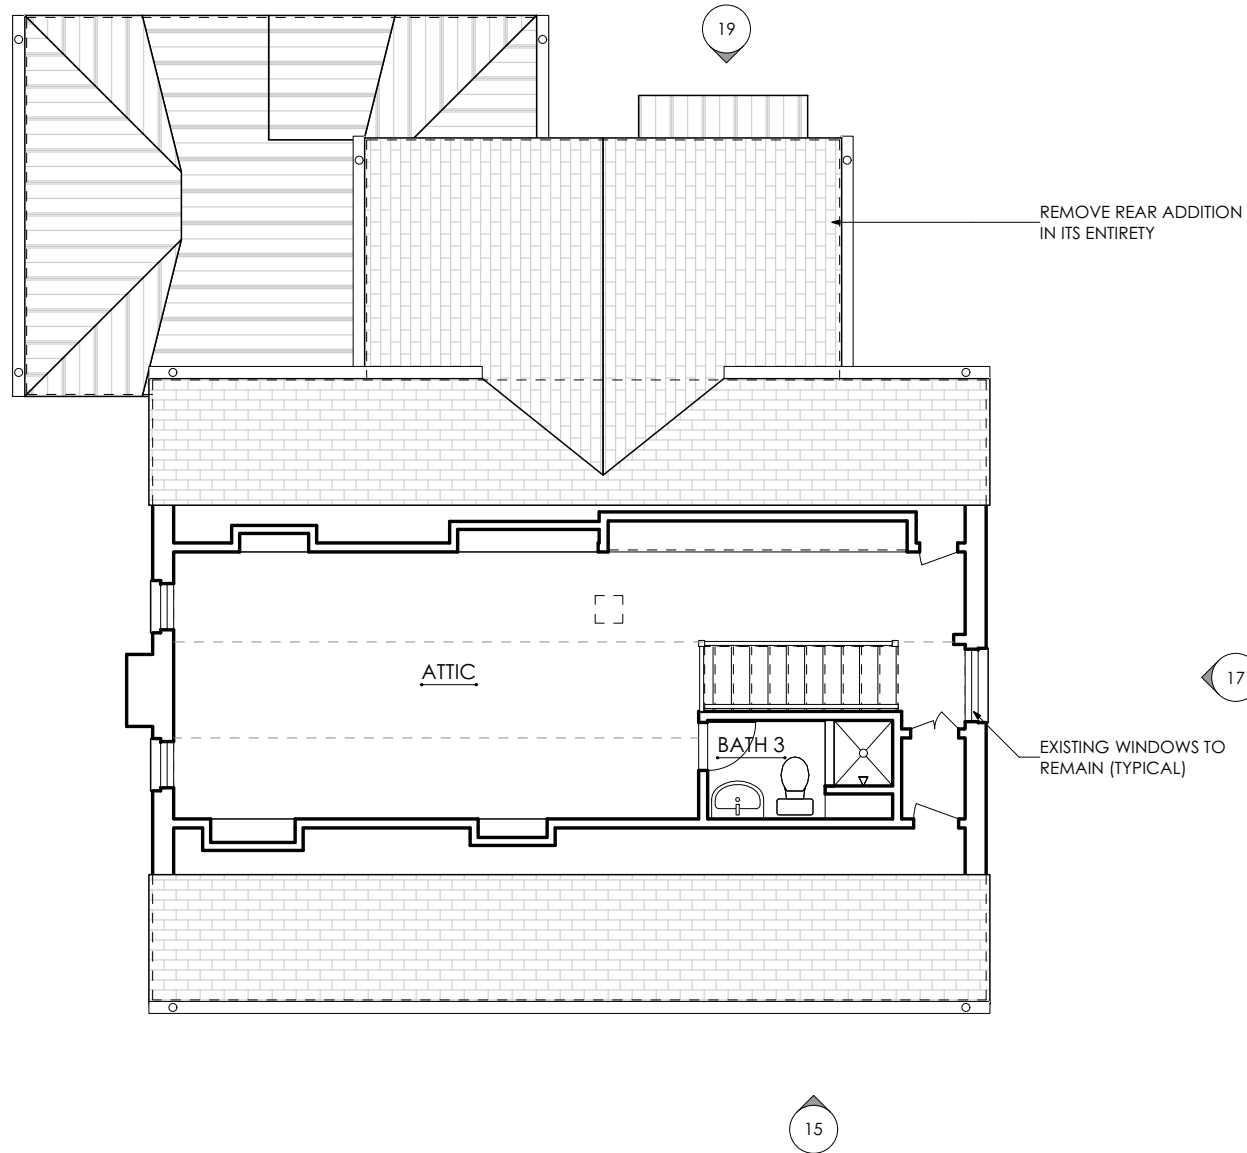 19
REMOVE REAR ADDITION
IN ITS ENTIRETY
ATTIC
17
BATH 3
EXISTING WINDOWS TO
REMAIN (TYPICAL)
15